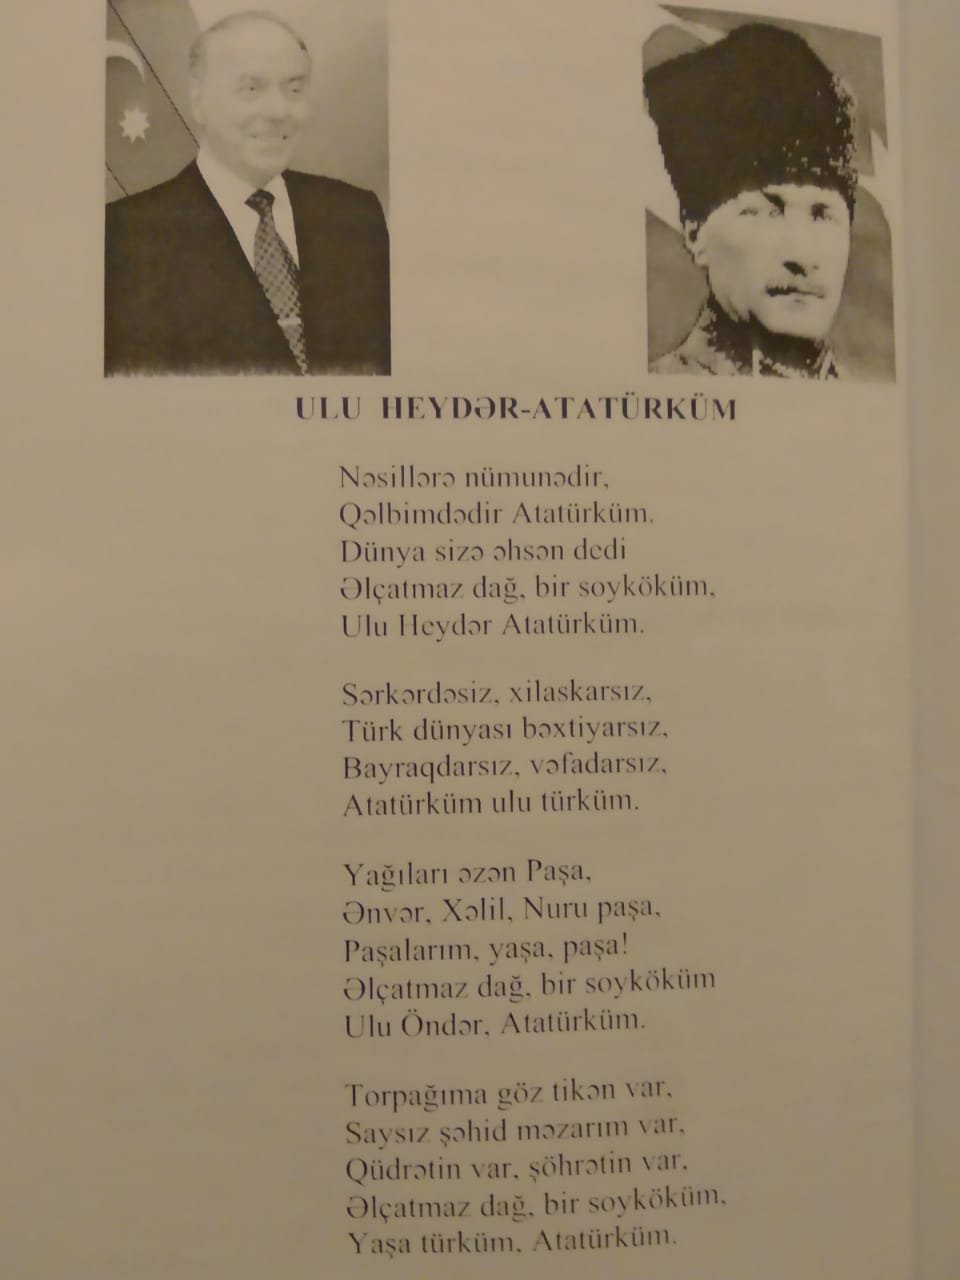 ULU HEYDƏR-ATATÜRKÜM
Nəsillərə nümunədir,
Qəlbimdədir Atatürküm.
Dünya sizə əhsən dedi
Əlçatmaz dağ, bir soyköküm,
Ulu Heydər Atatürküm.
Sərkərdəsiz, xilaskarsız,
Türk dünyası bəxtiyarsız,
Bayraqdarsız, vəfadarsız,
Atatürküm ulu türküm.
Yağıları əzən Paşa,
Ənvər, Xəlil, Nuru paşa,
Paşalarım, yaşa, paşa!
Əlçatmaz dağ, bir soyköküm
Ulu Öndər, Atatürküm.
Torpağıma göz tikən var,
Saysız şəhid məzarım var,
Qüdrətin var, şöhrətin var,
Əlçatmaz dağ, bir soyköküm,
Yaşa türküm, Atatürküm.